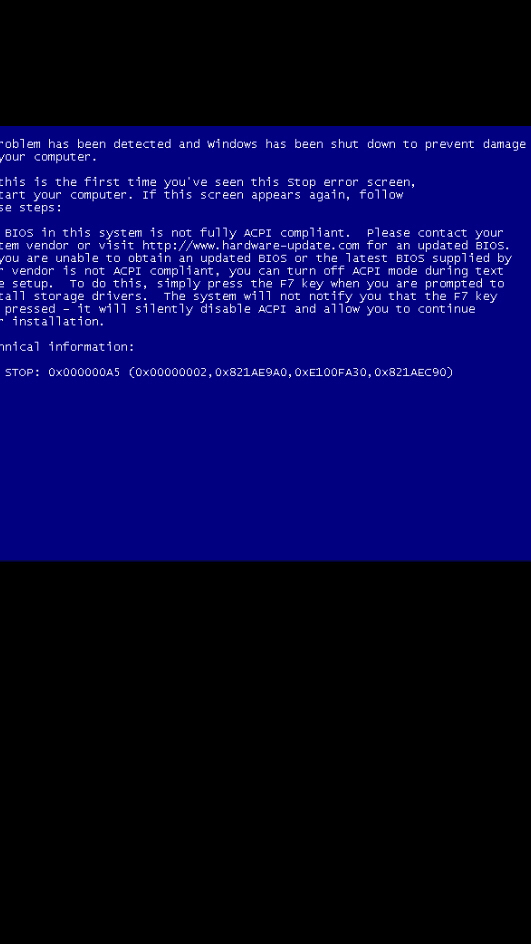 roblem has been detected and Windows has been shut down to prevent damage
your computer.
this is the first time you've seen this Stop error screen,
tart your computer. If this screen appears again, follow
se steps:
BIOS in this system is not fully ACPI compliant.  Please contact your
tem vendor or visit http://www.hardware-update.com for an updated BIOS.
you are unable to obtain an updated BIOS or the latest BIOS supplied by
r vendor is not ACPI compliant, you can turn off ACPI mode during text
e setup.  To do this, simply press the F7 key when you are prompted to
tall storage drivers.  The system will not notify you that the F7 key
pressed - it will silently disable ACPI and allow you to continue
r installation.
hnical information:
STOP: 0x000000A5 (0x00000002,0x821AE9A0,0xE100FA30,0x821AEC90)